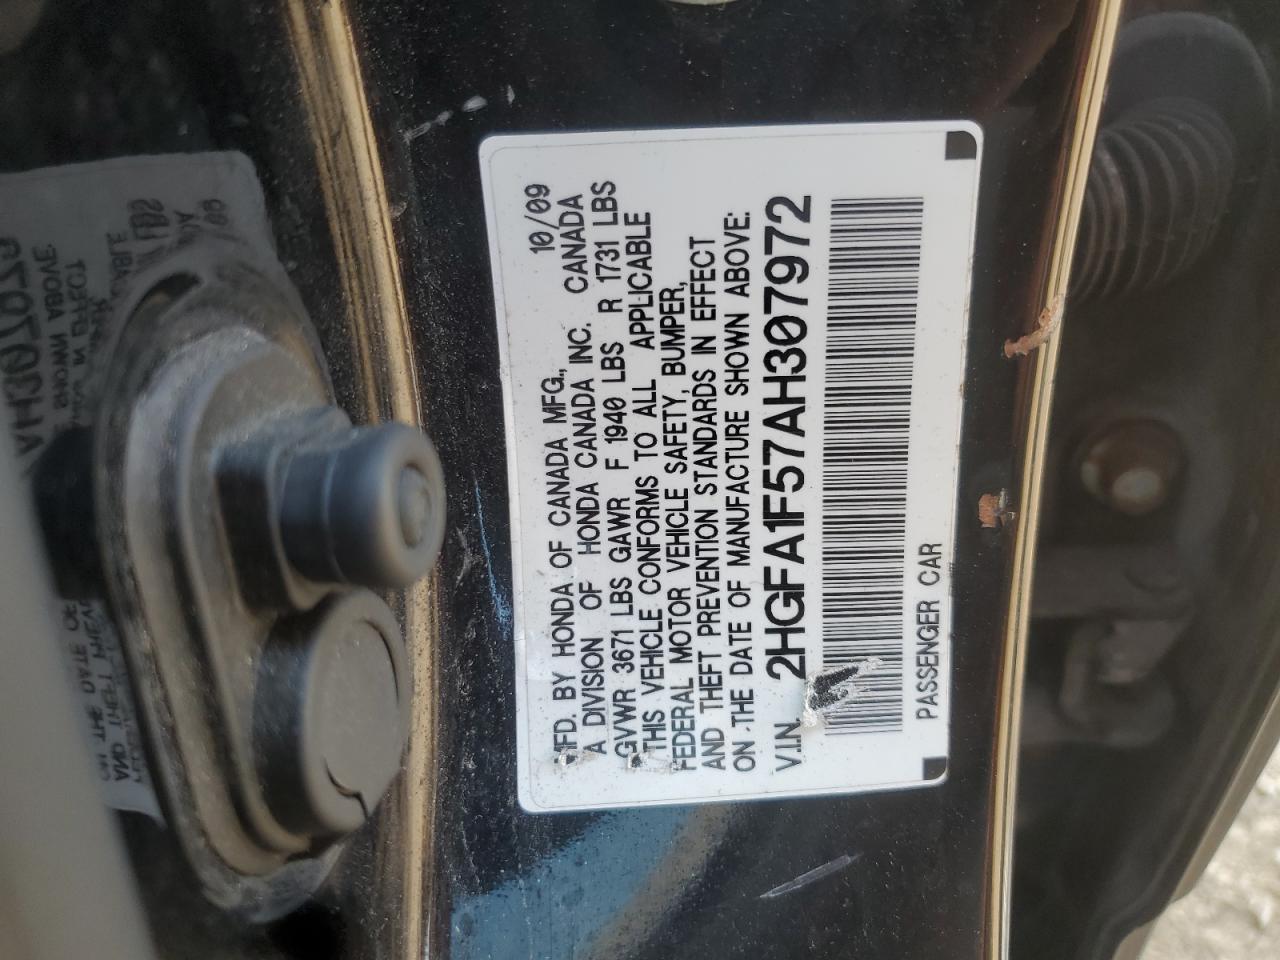 MFD. BY HONDA OF CANADA MFG., 10/09
A DIVISION OF HONDA CANADA INC. CANADA
GVWR 3671 LBS GAWR F 1940 LBS R 1731 LBS
THIS VEHICLE CONFORMS TO ALL APPLICABLE
FEDERAL MOTOR VEHICLE SAFETY, BUMPER,
AND THEFT PREVENTION STANDARDS IN EFFECT
ON THE DATE OF MANUFACTURE SHOWN ABOVE:
V.I.N. 2HGFA1F57AH307972
PASSENGER CAR